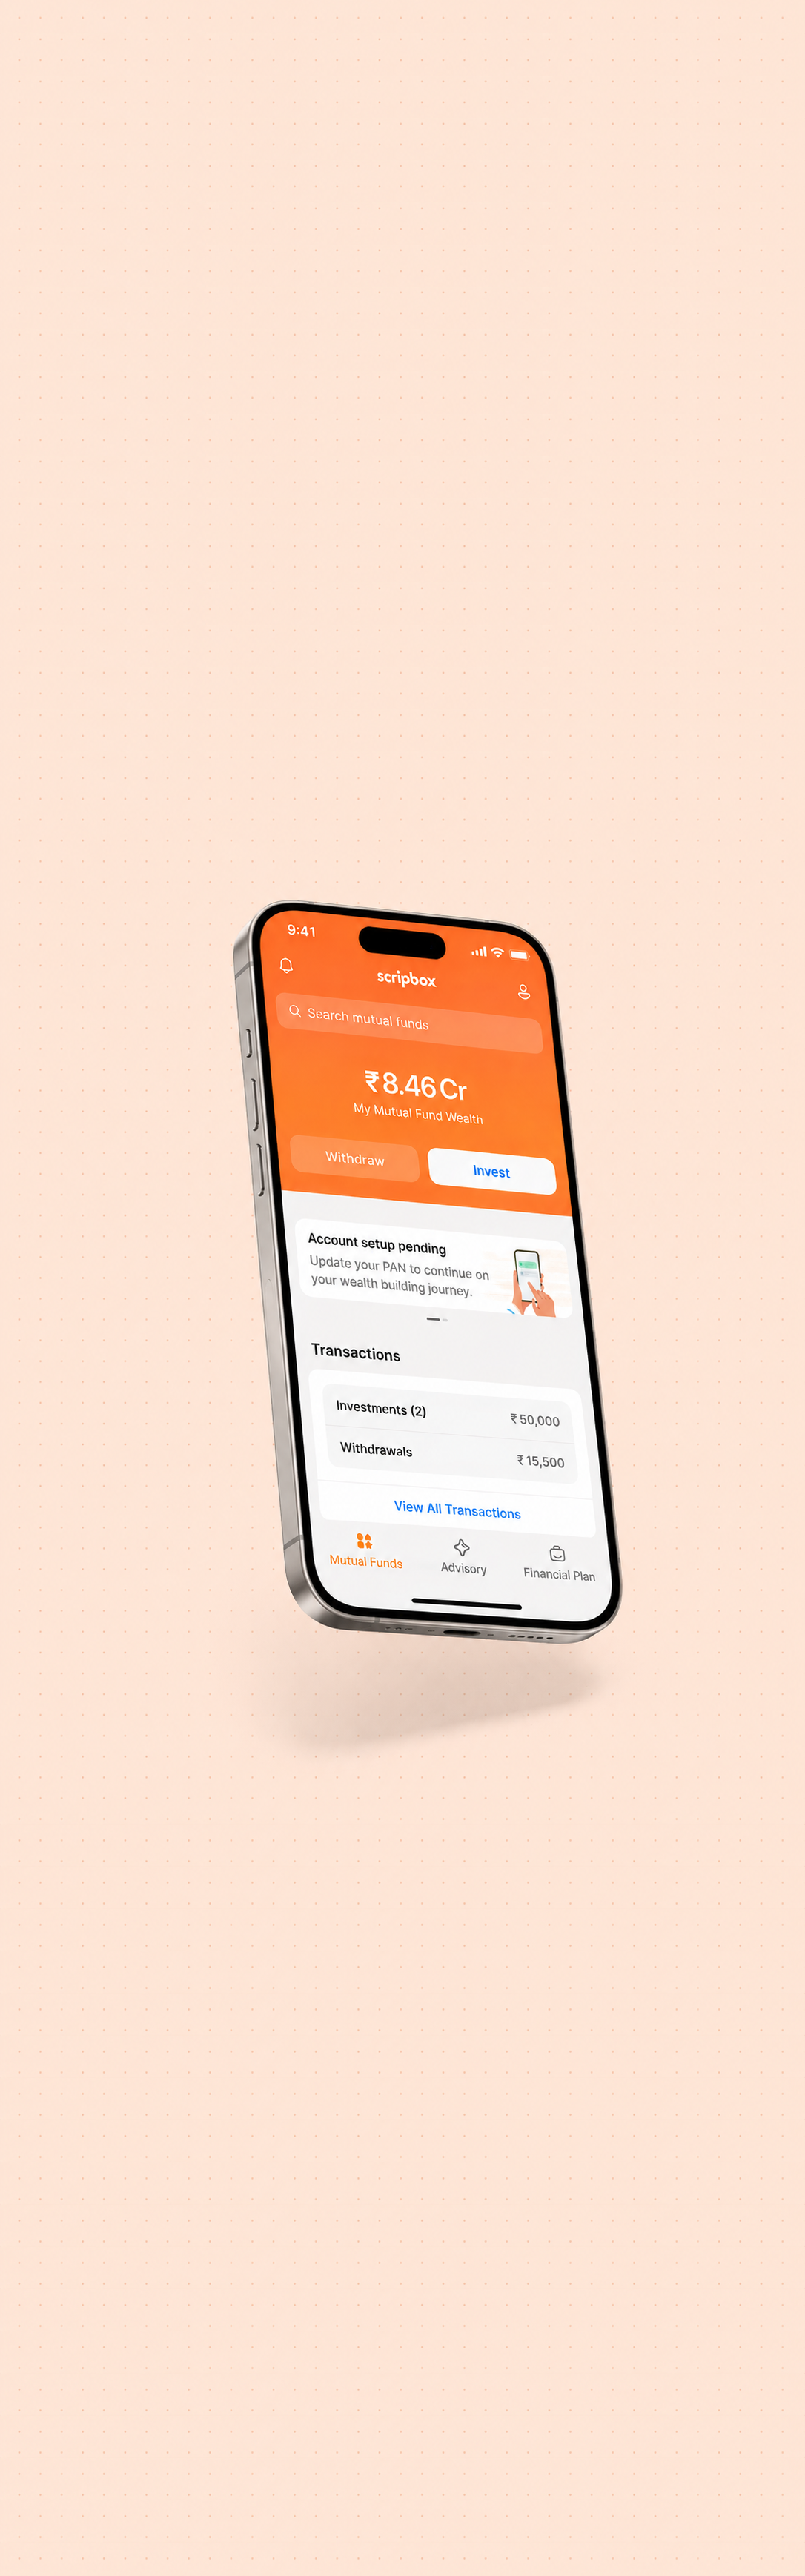 9:41
scripbox
Search mutual funds
₹8.46Cr
My Mutual Fund Wealth
Withdraw
Invest
Account setup pending
Update your PAN to continue on
your wealth building journey.
Transactions
Investments (2)
₹50,000
Withdrawals
₹15,500
View All Transactions
Mutual Funds
Advisory
Financial Plan